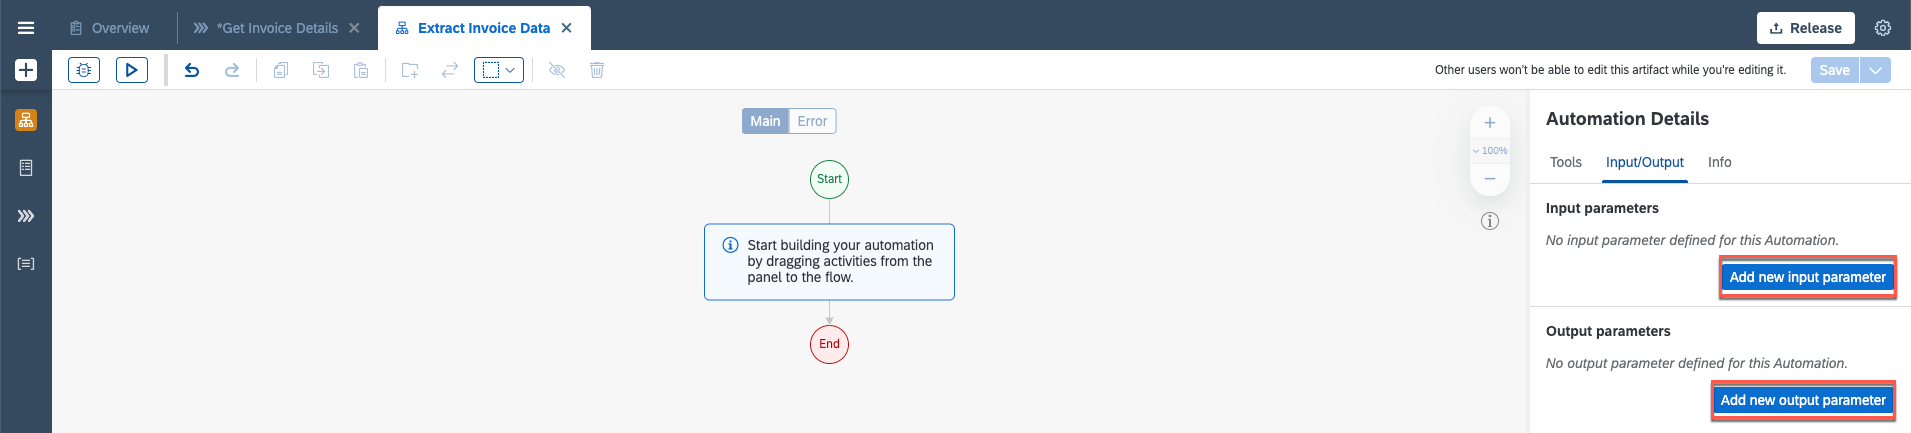 Overview
*Get Invoice Details
Extract Invoice Data
Release
Other users won't be able to edit this artifact while you're editing it.
Save
Main
Error
100%
Start
Start building your automation
by dragging activities from the
panel to the flow.
End
Automation Details
Tools
Input/Output
Info
Input parameters
No input parameter defined for this Automation.
Add new input parameter
Output parameters
No output parameter defined for this Automation.
Add new output parameter